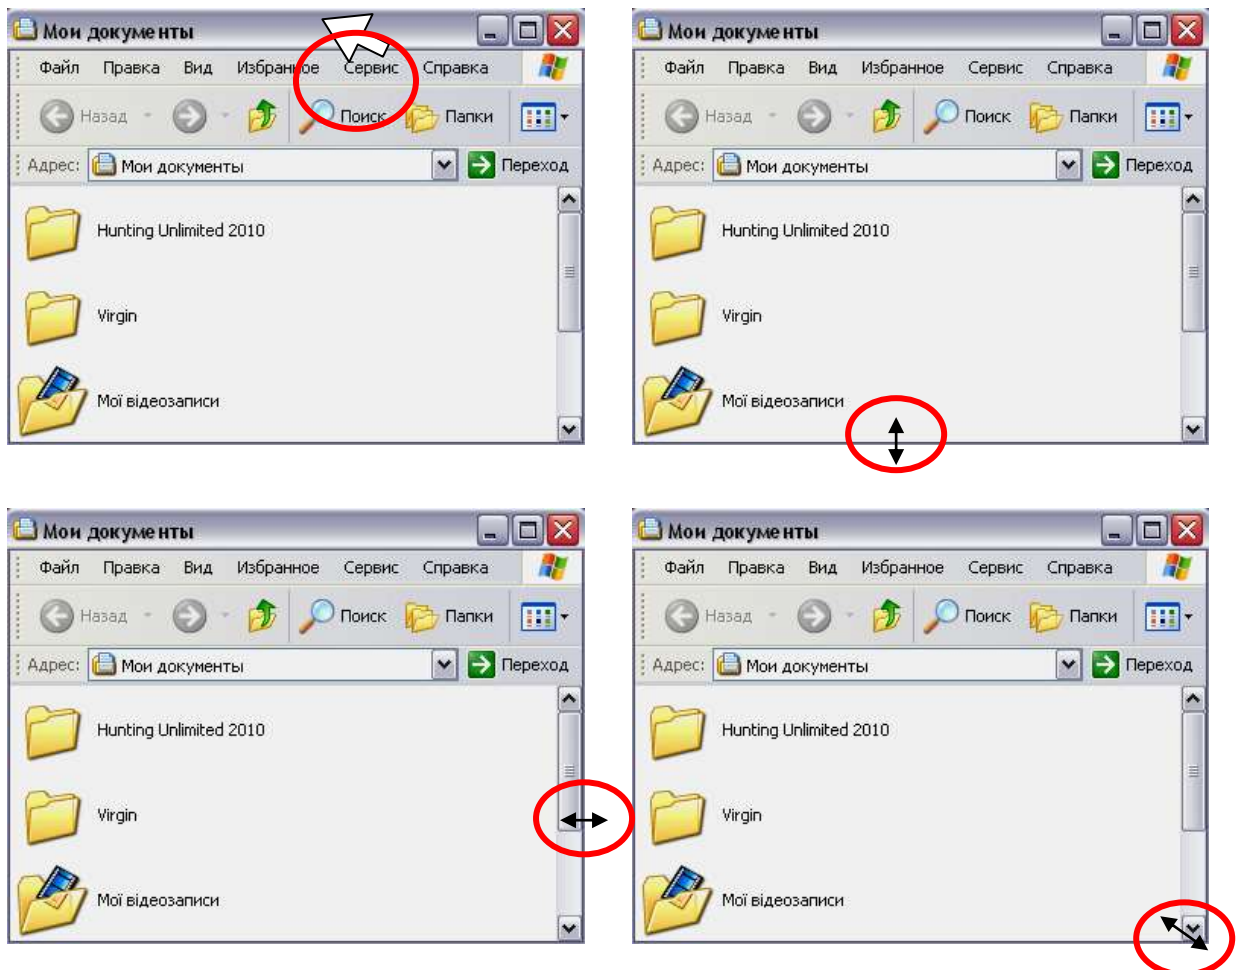 Мои документы
Файл Правка Вид Избранное Сервис Справка
Назад Поиск Папки
Адрес: Мои документы Переход
Hunting Unlimited 2010
Virgin
Мої відеозаписи
Мои документы
Файл Правка Вид Избранное Сервис Справка
Назад Поиск Папки
Адрес: Мои документы Переход
Hunting Unlimited 2010
Virgin
Мої відеозаписи
Мои документы
Файл Правка Вид Избранное Сервис Справка
Назад Поиск Папки
Адрес: Мои документы Переход
Hunting Unlimited 2010
Virgin
Мої відеозаписи
Мои документы
Файл Правка Вид Избранное Сервис Справка
Назад Поиск Папки
Адрес: Мои документы Переход
Hunting Unlimited 2010
Virgin
Мої відеозаписи